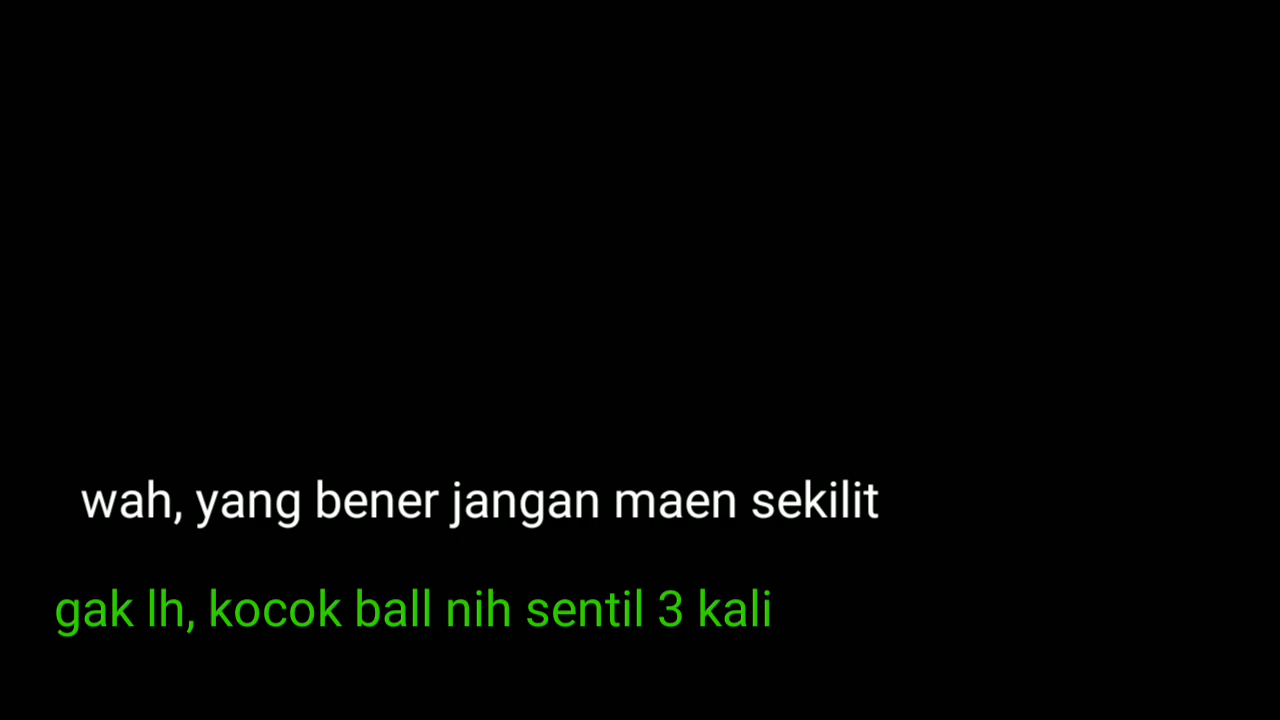 wah, yang bener jangan maen sekilit
gak lh, kocok ball nih sentil 3 kali